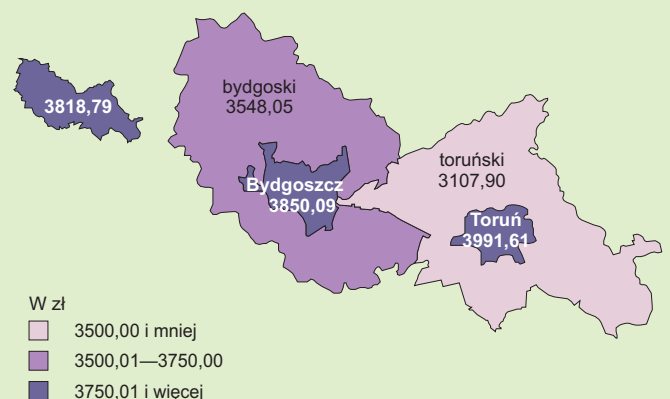 3818,79
bydgoski
3548,05
Bydgoszcz
3850,09
toruński
3107,90
Toruń
3991,61
W zł
3500,00 i mniej
3500,01—3750,00
3750,01 i więcej